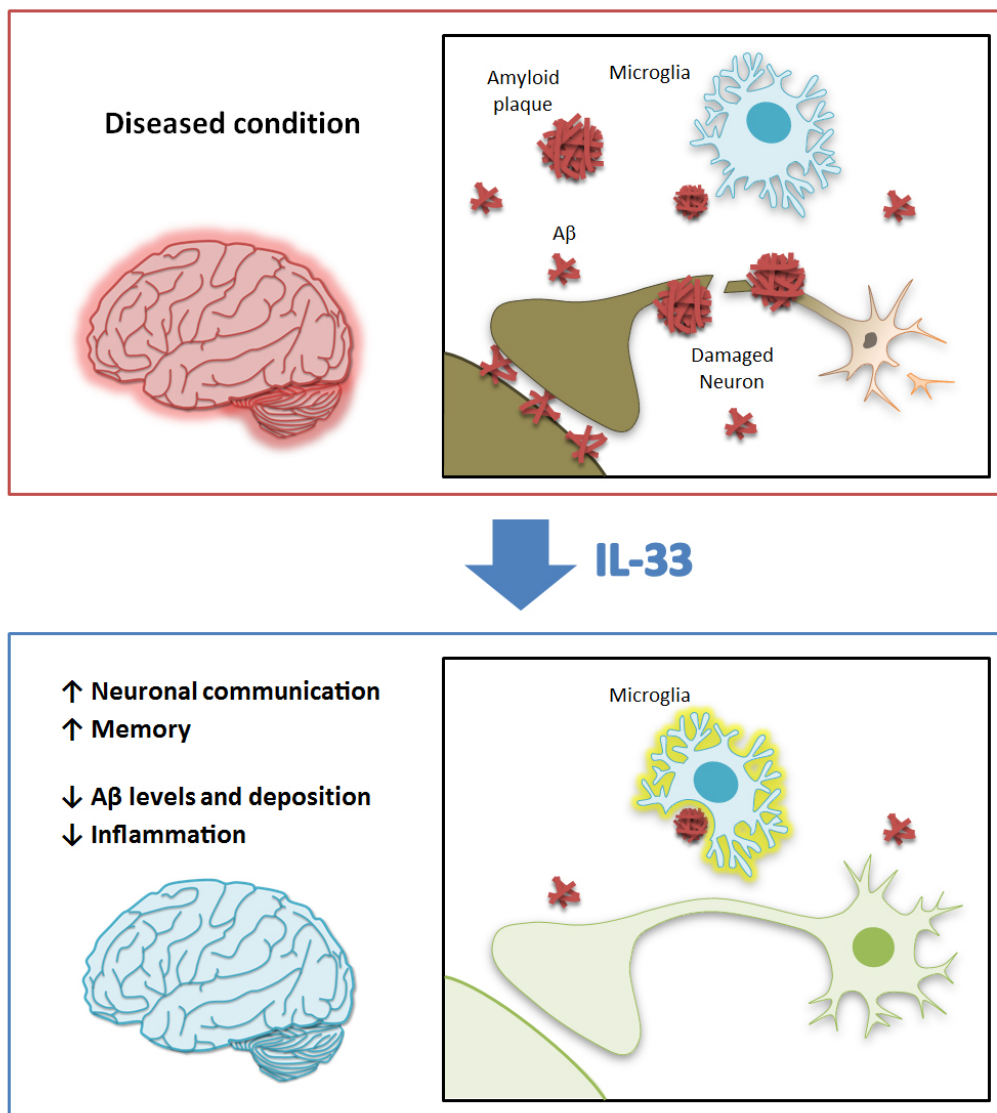 Diseased condition
Amyloid
plaque
Microglia
Aβ
Damaged
Neuron
IL-33
↑ Neuronal communication
↑ Memory
↓ Aβ levels and deposition
↓ Inflammation
Microglia